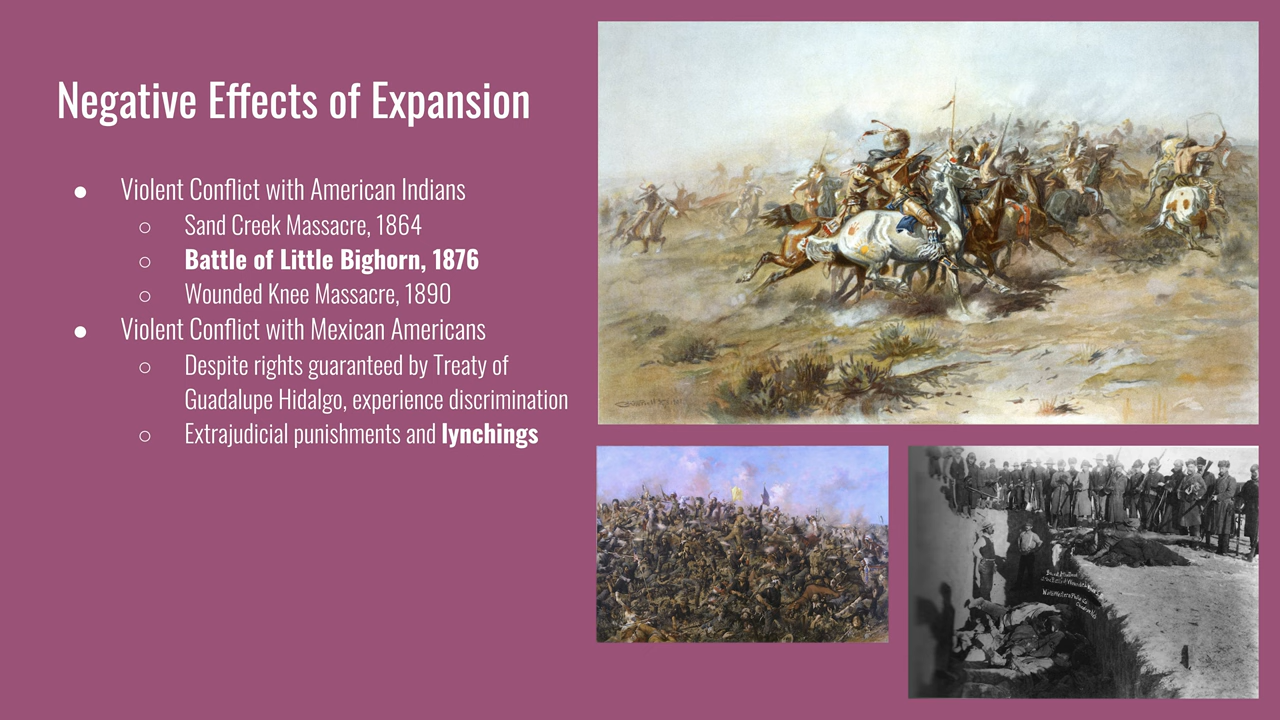 Negative Effects of Expansion
● Violent Conflict with American Indians
○ Sand Creek Massacre, 1864
○ Battle of Little Bighorn, 1876
○ Wounded Knee Massacre, 1890
● Violent Conflict with Mexican Americans
○ Despite rights guaranteed by Treaty of
Guadalupe Hidalgo, experience discrimination
○ Extrajudicial punishments and lynchings